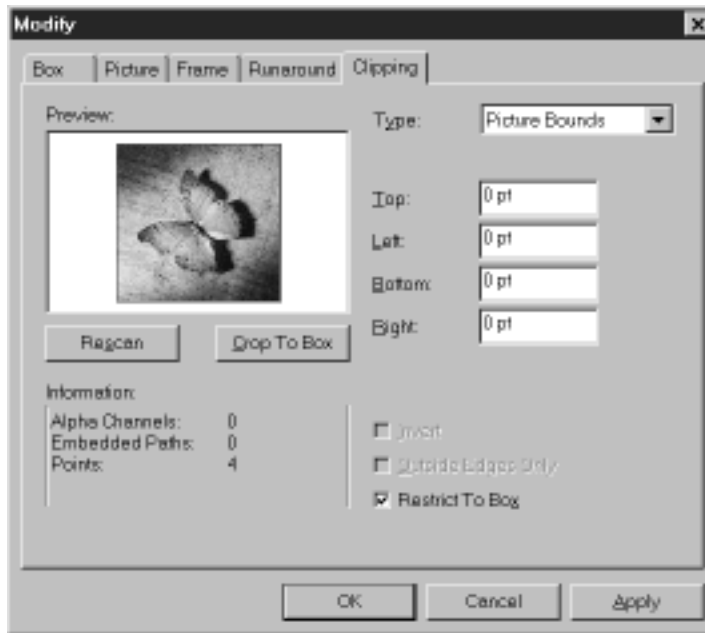 Modify
Box Picture Frame Runaround Clipping
Preview:
Type: Picture Bounds
Top: 0 pt
Left: 0 pt
Bottom: 0 pt
Right: 0 pt
Rescan Crop To Box
Information:
Alpha Channels: 0
Embedded Paths: 0
Points: 4
Invert
Outside Edges Only
Restrict To Box
OK Cancel Apply